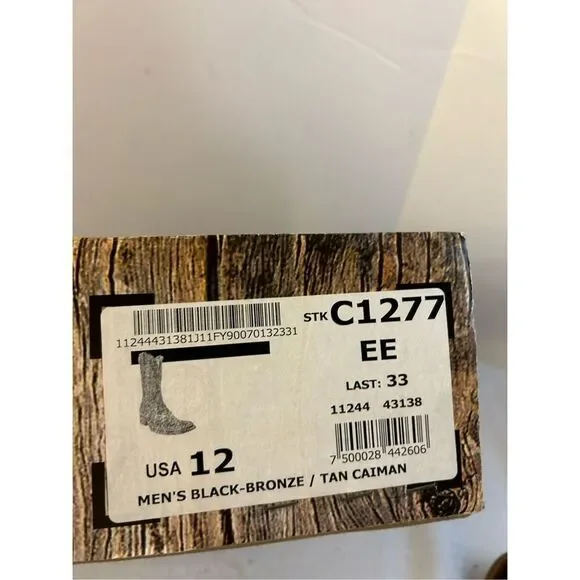 11244431381J11FY90070132331
STK C1277
EE
LAST: 33
11244 43138
7 500028 442606
USA 12
MEN'S BLACK-BRONZE / TAN CAIMAN